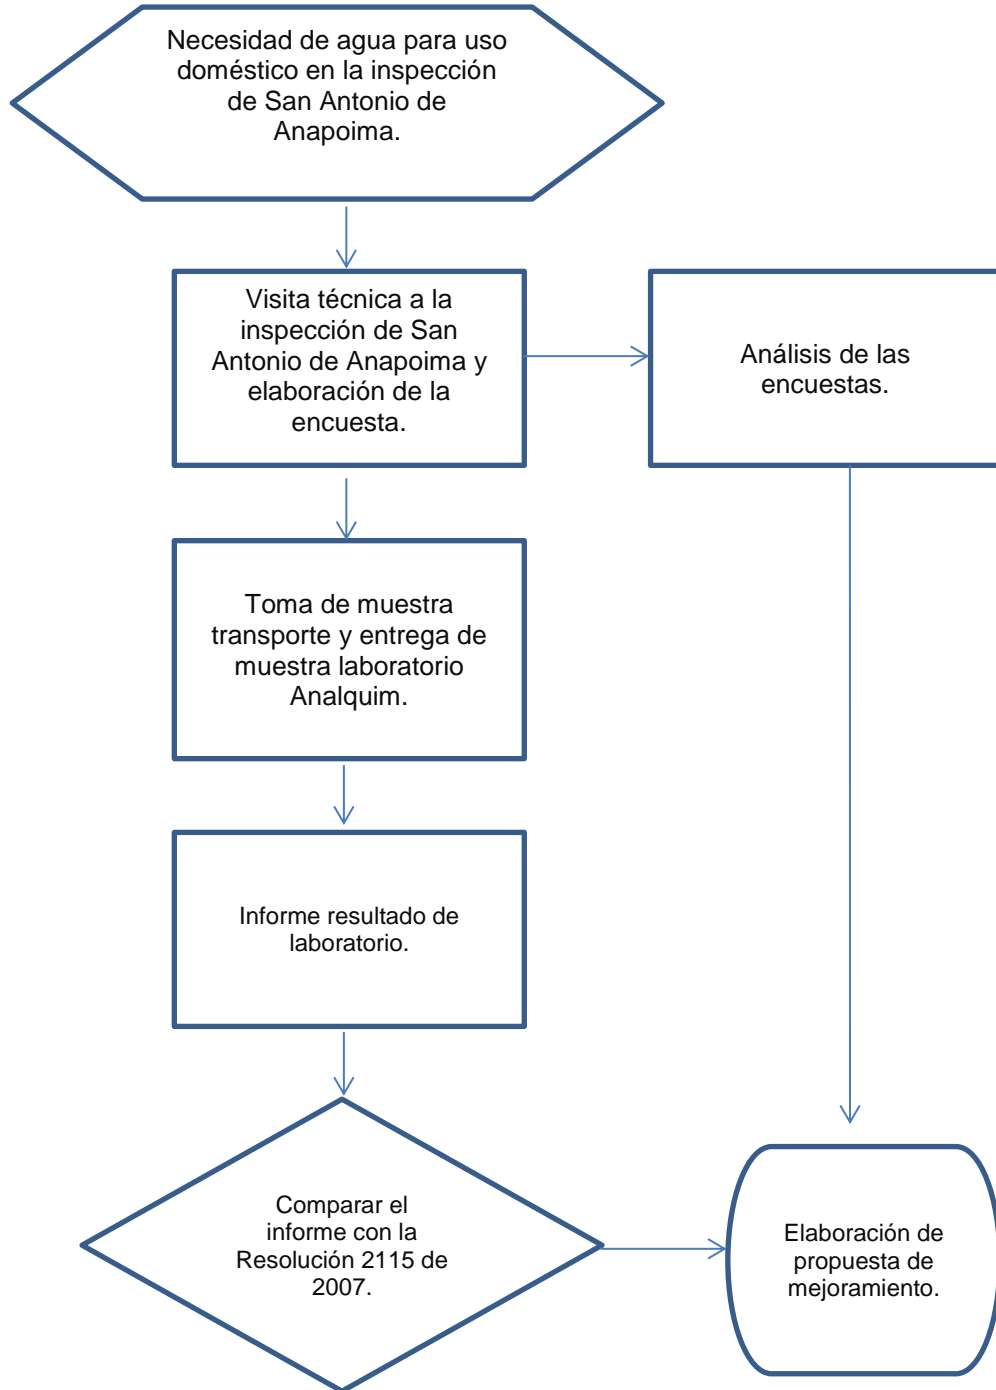 Necesidad de agua para uso
doméstico en la inspección
de San Antonio de
Anapoima.
Visita técnica a la
inspección de San
Antonio de Anapoima y
elaboración de la
encuesta.
Análisis de las
encuestas.
Toma de muestra
transporte y entrega de
muestra laboratorio
Analquim.
Informe resultado de
laboratorio.
Comparar el
informe con la
Resolución 2115 de
2007.
Elaboración de
propuesta de
mejoramiento.